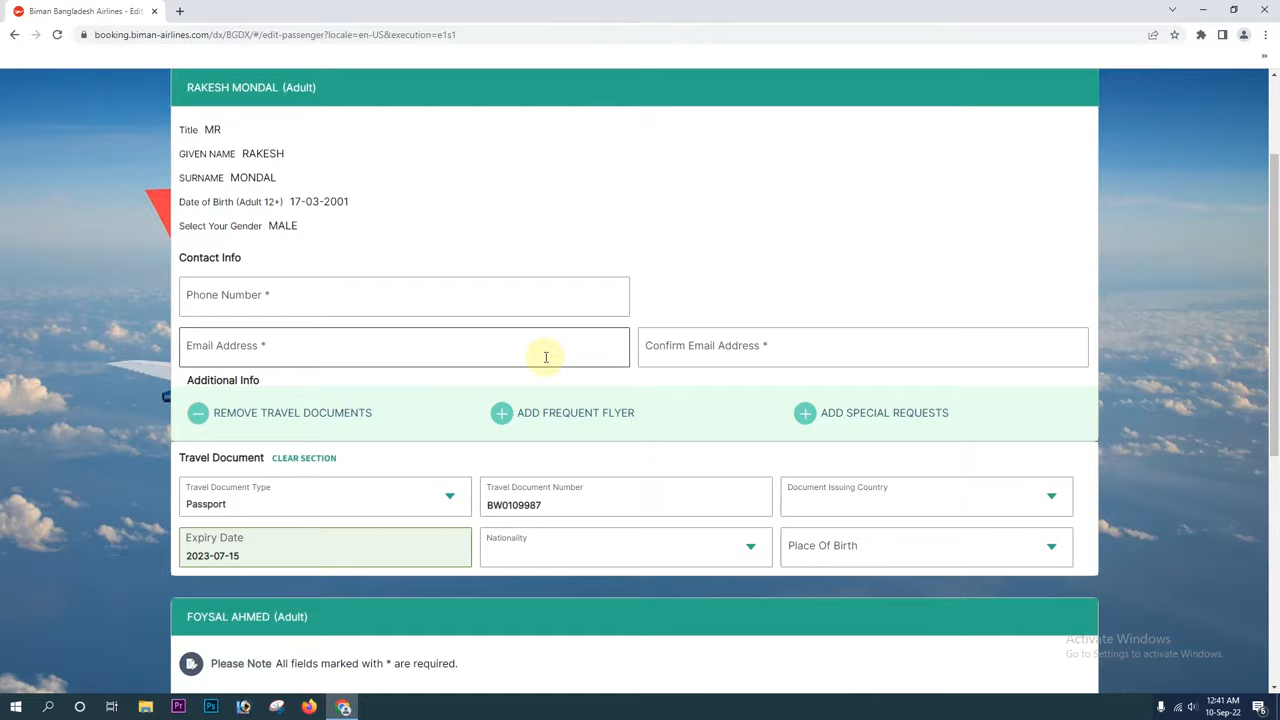 Biman Bangladesh Airlines - Edi
booking.biman-airlines.com/dx/BGDX/#/edit-passenger?locale=en-US&execution=e1s1
RAKESH MONDAL (Adult)
Title MR
GIVEN NAME RAKESH
SURNAME MONDAL
Date of Birth (Adult 12+) 17-03-2001
Select Your Gender MALE
Contact Info
Phone Number *
Email Address * Confirm Email Address *
Additional Info
REMOVE TRAVEL DOCUMENTS ADD FREQUENT FLYER ADD SPECIAL REQUESTS
Travel Document CLEAR SECTION
Travel Document Type Travel Document Number Document Issuing Country
Passport BW0109987
Expiry Date Nationality Place Of Birth
2023-07-15
FOYSAL AHMED (Adult)
Please Note All fields marked with * are required.
Activate Windows
Go to Settings to activate Windows.
Pr Ps 12:41 AM
10-Sep-22 6